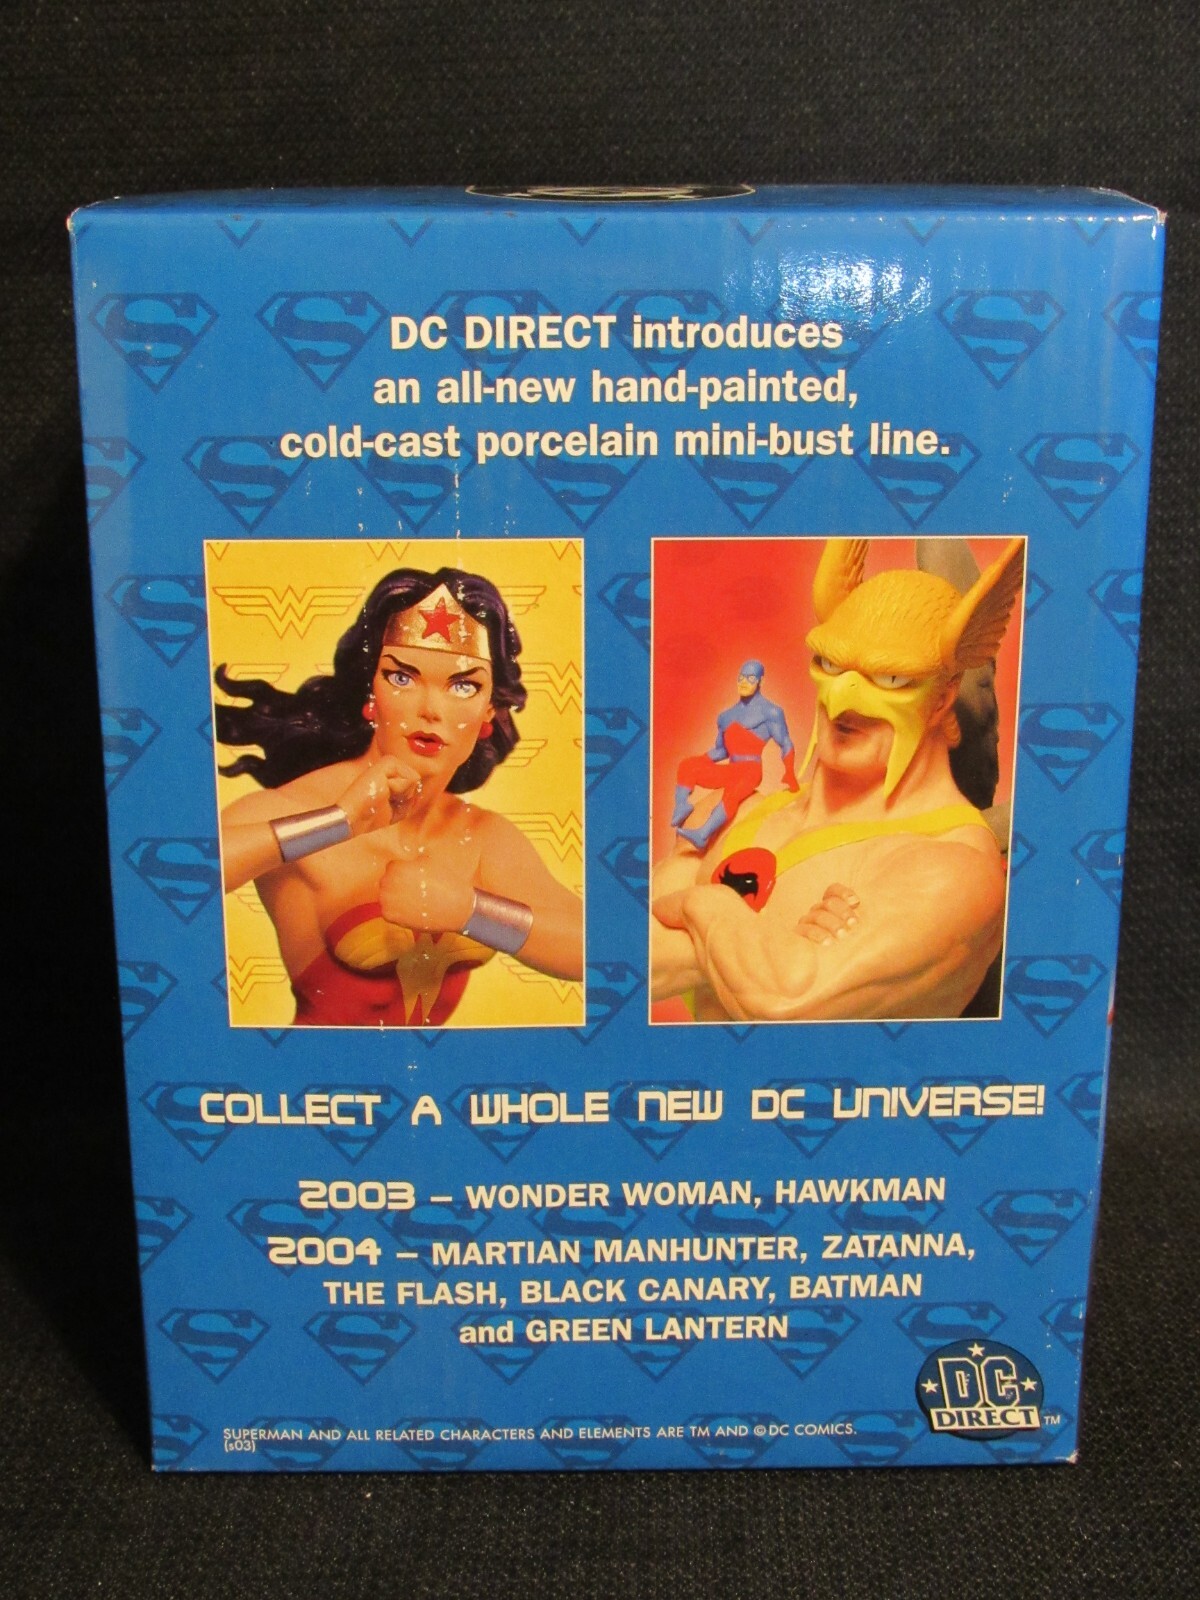 DC DIRECT introduces
an all-new hand-painted,
cold-cast porcelain mini-bust line.
COLLECT A WHOLE NEW DC UNIVERSE!
2003 – WONDER WOMAN, HAWKMAN
2004 – MARTIAN MANHUNTER, ZATANNA,
THE FLASH, BLACK CANARY, BATMAN
and GREEN LANTERN
SUPERMAN AND ALL RELATED CHARACTERS AND ELEMENTS ARE TM AND © DC COMICS.
(s03)
DC
DIRECT™